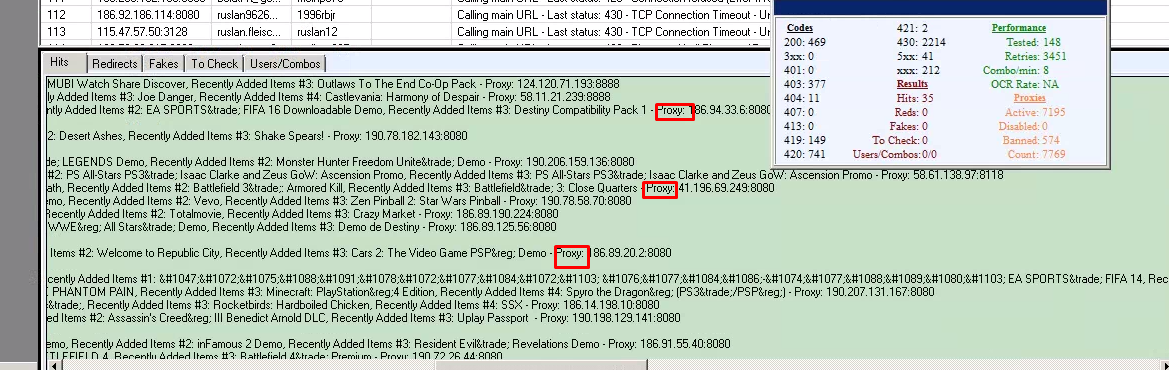 112 186.92.186.114:8080 ruslan9626... 1996rbjr Calling main URL - Last status: 430 - TCP Connection Timeout - Un
113 115.47.57.50:3128 ruslan.fleisc... ruslan12 Calling main URL - Last status: 430 - TCP Connection Timeout - Us
Hits Redirects Fakes To Check Users/Combos
MUBI Watch Share Discover, Recently Added Items #3: Outlaws To The End Co-Op Pack - Proxy: 124.120.71.193:8888
ly Added Items #3: Joe Danger, Recently Added Items #4: Castlevania: Harmony of Despair - Proxy: 58.11.21.239:8888
ntly Added Items #2: EA SPORTS&trade; FIFA 16 Downloadable Demo, Recently Added Items #3: Destiny Compatibility Pack 1 - Proxy: 186.94.33.6:8080
2: Desert Ashes, Recently Added Items #3: Shake Spears! - Proxy: 190.78.182.143:8080
de; LEGENDS Demo, Recently Added Items #2: Monster Hunter Freedom Unite&trade; Demo - Proxy: 190.206.159.136:8080
#2: PS All-Stars PS3&trade; Isaac Clarke and Zeus GoW: Ascension Promo, Recently Added Items #3: PS All-Stars PS3&trade; Isaac Clarke and Zeus GoW: Ascension Promo - Proxy: 58.61.138.97:8118
ath, Recently Added Items #2: Battlefield 3&trade;: Armored Kill, Recently Added Items #3: Battlefield&trade; 3: Close Quarters - Proxy: 41.196.69.249:8080
emo, Recently Added Items #2: Vevo, Recently Added Items #3: Zen Pinball 2: Star Wars Pinball - Proxy: 190.78.58.70:8080
Recently Added Items #2: Totalmovie, Recently Added Items #3: Crazy Market - Proxy: 186.89.190.224:8080
WWE&reg; All Stars&trade; Demo, Recently Added Items #3: Demo de Destiny - Proxy: 186.89.125.56:8080
Items #2: Welcome to Republic City, Recently Added Items #3: Cars 2: The Video Game PSP&reg; Demo - Proxy: 186.89.20.2:8080
cently Added Items #1: &#1047;&#1072;&#1075;&#1088;&#1091;&#1078;&#1072;&#1077;&#1084;&#1072;&#1103; &#1076;&#1077;&#1084;&#1086;-&#1074;&#1077;&#1088;&#1089;&#1080;&#1103; EA SPORTS&trade; FIFA 14, Rec
PHANTOM PAIN, Recently Added Items #3: Minecraft: PlayStation&reg;4 Edition, Recently Added Items #4: Spyro the Dragon&reg; (PS3&trade;/PSP&reg;) - Proxy: 190.207.131.167:8080
&trade;, Recently Added Items #3: Rocketbirds: Hardboiled Chicken, Recently Added Items #4: SSX - Proxy: 186.14.198.10:8080
ed Items #2: Assassin's Creed&reg; III Benedict Arnold DLC, Recently Added Items #3: Uplay Passport - Proxy: 190.198.129.141:8080
emo, Recently Added Items #2: inFamous 2 Demo, Recently Added Items #3: Resident Evil&trade; Revelations Demo - Proxy: 186.91.55.40:8080
TLEFIELD 4, Recently Added Items #3: Battlefield 4&trade; Premium - Proxy: 190.72.26.44:8080
Codes 421: 2 Performance
200: 469 430: 2214 Tested: 148
3xx: 0 5xx: 41 Retries: 3451
401: 0 xxx: 212 Combo/min: 8
403: 377 Results OCR Rate: NA
404: 11 Hits: 35 Proxies
407: 0 Reds: 0 Active: 7195
413: 0 Fakes: 0 Disabled: 0
419: 149 To Check: 0 Banned: 574
420: 741 Users/Combos:0/0 Count: 7769